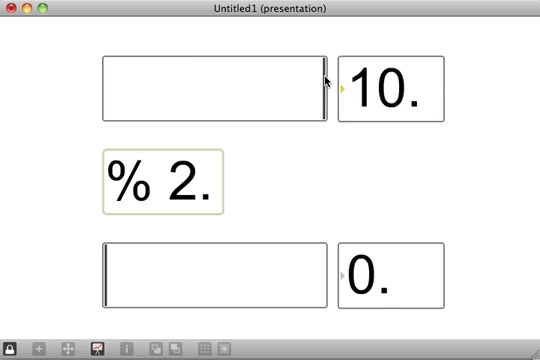 Untitled1 (presentation)
10.
% 2.
0.